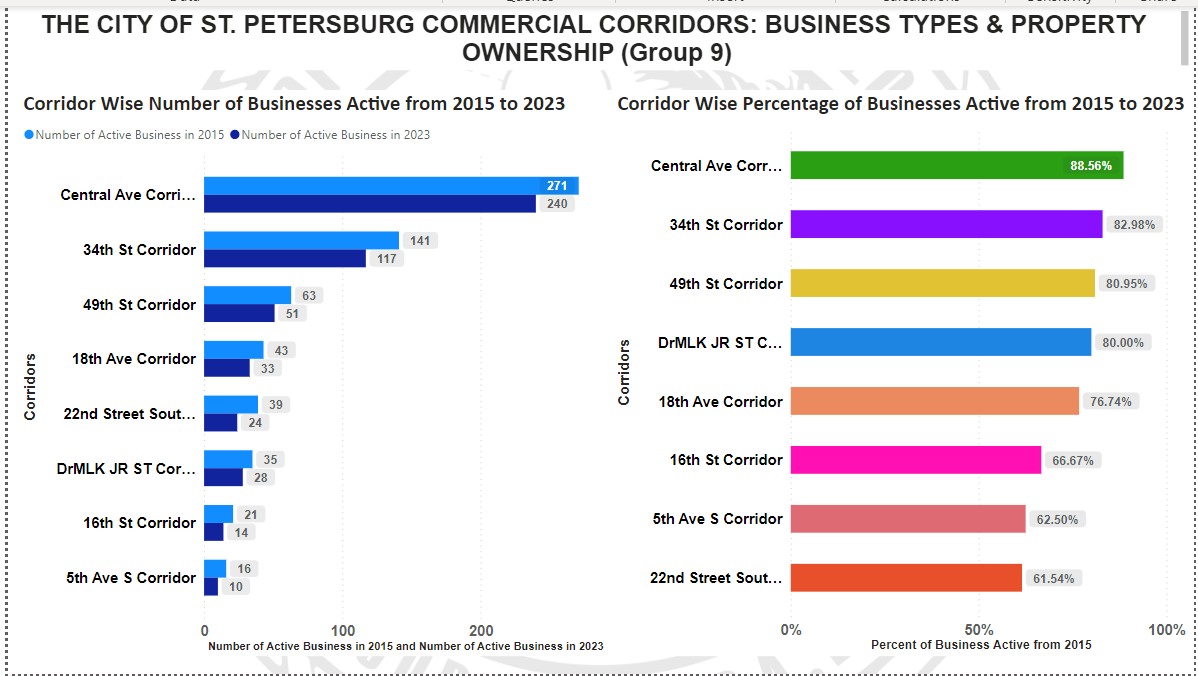 THE CITY OF ST. PETERSBURG COMMERCIAL CORRIDORS: BUSINESS TYPES & PROPERTY
OWNERSHIP (Group 9)
Corridor Wise Number of Businesses Active from 2015 to 2023
Number of Active Business in 2015 Number of Active Business in 2023
Corridors
Central Ave Corri...
271
240
34th St Corridor
141
117
49th St Corridor
63
51
18th Ave Corridor
43
33
22nd Street Sout...
39
24
DrMLK JR ST Cor...
35
28
16th St Corridor
21
14
5th Ave S Corridor
16
10
0 100 200
Number of Active Business in 2015 and Number of Active Business in 2023
Corridor Wise Percentage of Businesses Active from 2015 to 2023
Corridors
Central Ave Corr... 88.56%
34th St Corridor 82.98%
49th St Corridor 80.95%
DrMLK JR ST C... 80.00%
18th Ave Corridor 76.74%
16th St Corridor 66.67%
5th Ave S Corridor 62.50%
22nd Street Sout... 61.54%
0% 50% 100%
Percent of Business Active from 2015